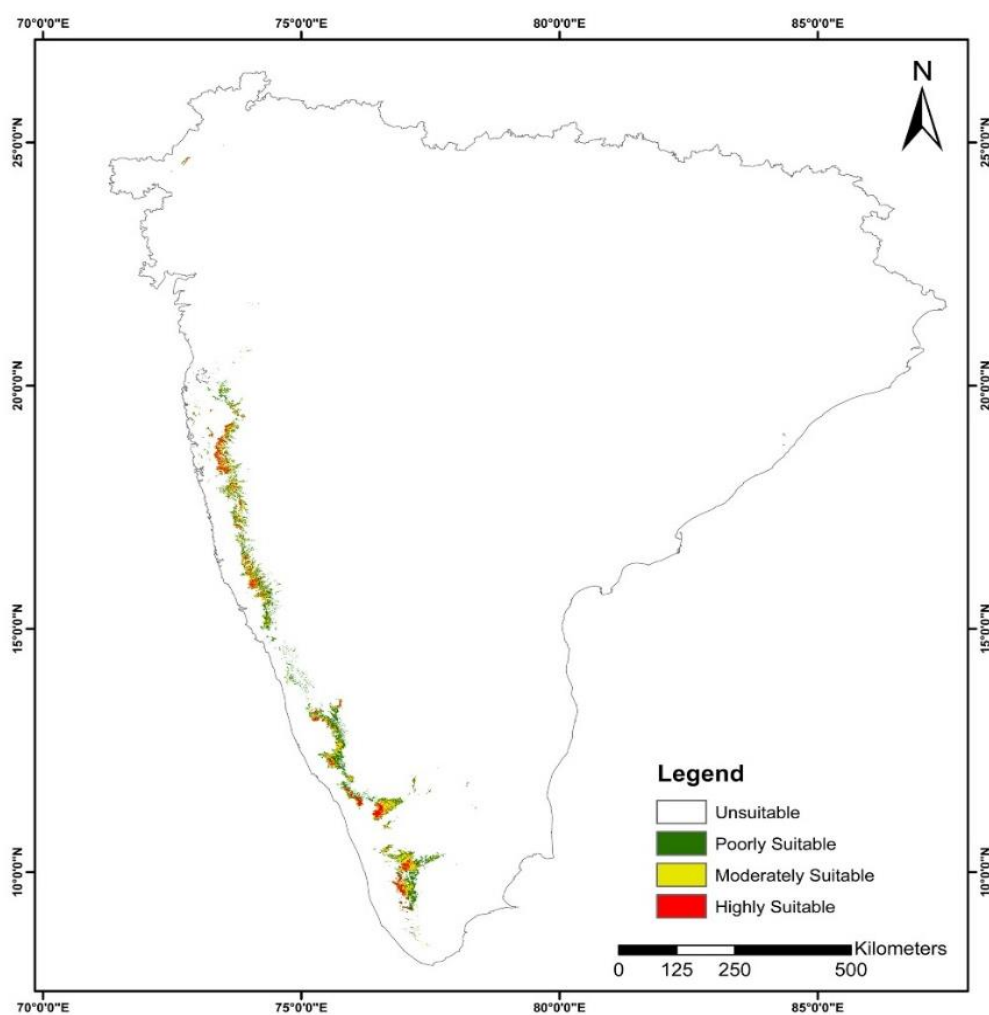 70°0'0"E 75°0'0"E 80°0'0"E 85°0'0"E
N
25°0'0"N 25°0'0"N
20°0'0"N 20°0'0"N
15°0'0"N 15°0'0"N
Legend
Unsuitable
Poorly Suitable
10°0'0"N 10°0'0"N
Moderately Suitable
Highly Suitable
Kilometers
0 125 250 500
70°0'0"E 75°0'0"E 80°0'0"E 85°0'0"E